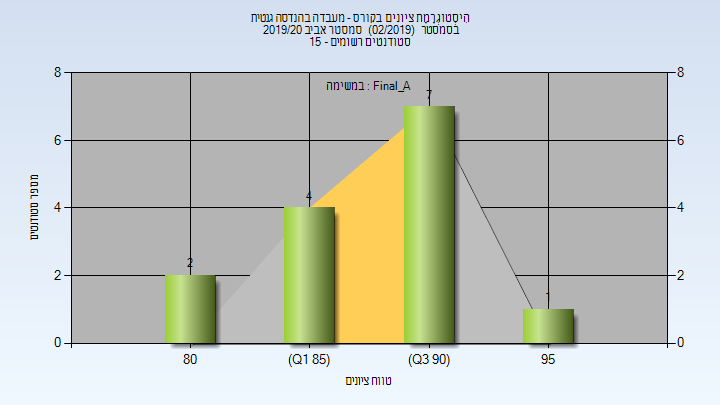 היסטוגרמת ציונים בקורס - מעבדה בהנדסה גנטית
בסמסטר (02/2019) סמסטר אביב 2019/20
סטודנטים רשומים - 15
במשימה : Final_A
8 8
7
6 6
מספר סטודנטים
4
4 4
2
2 2
1
0 0
80 (Q1 85) (Q3 90) 95
טווח ציונים